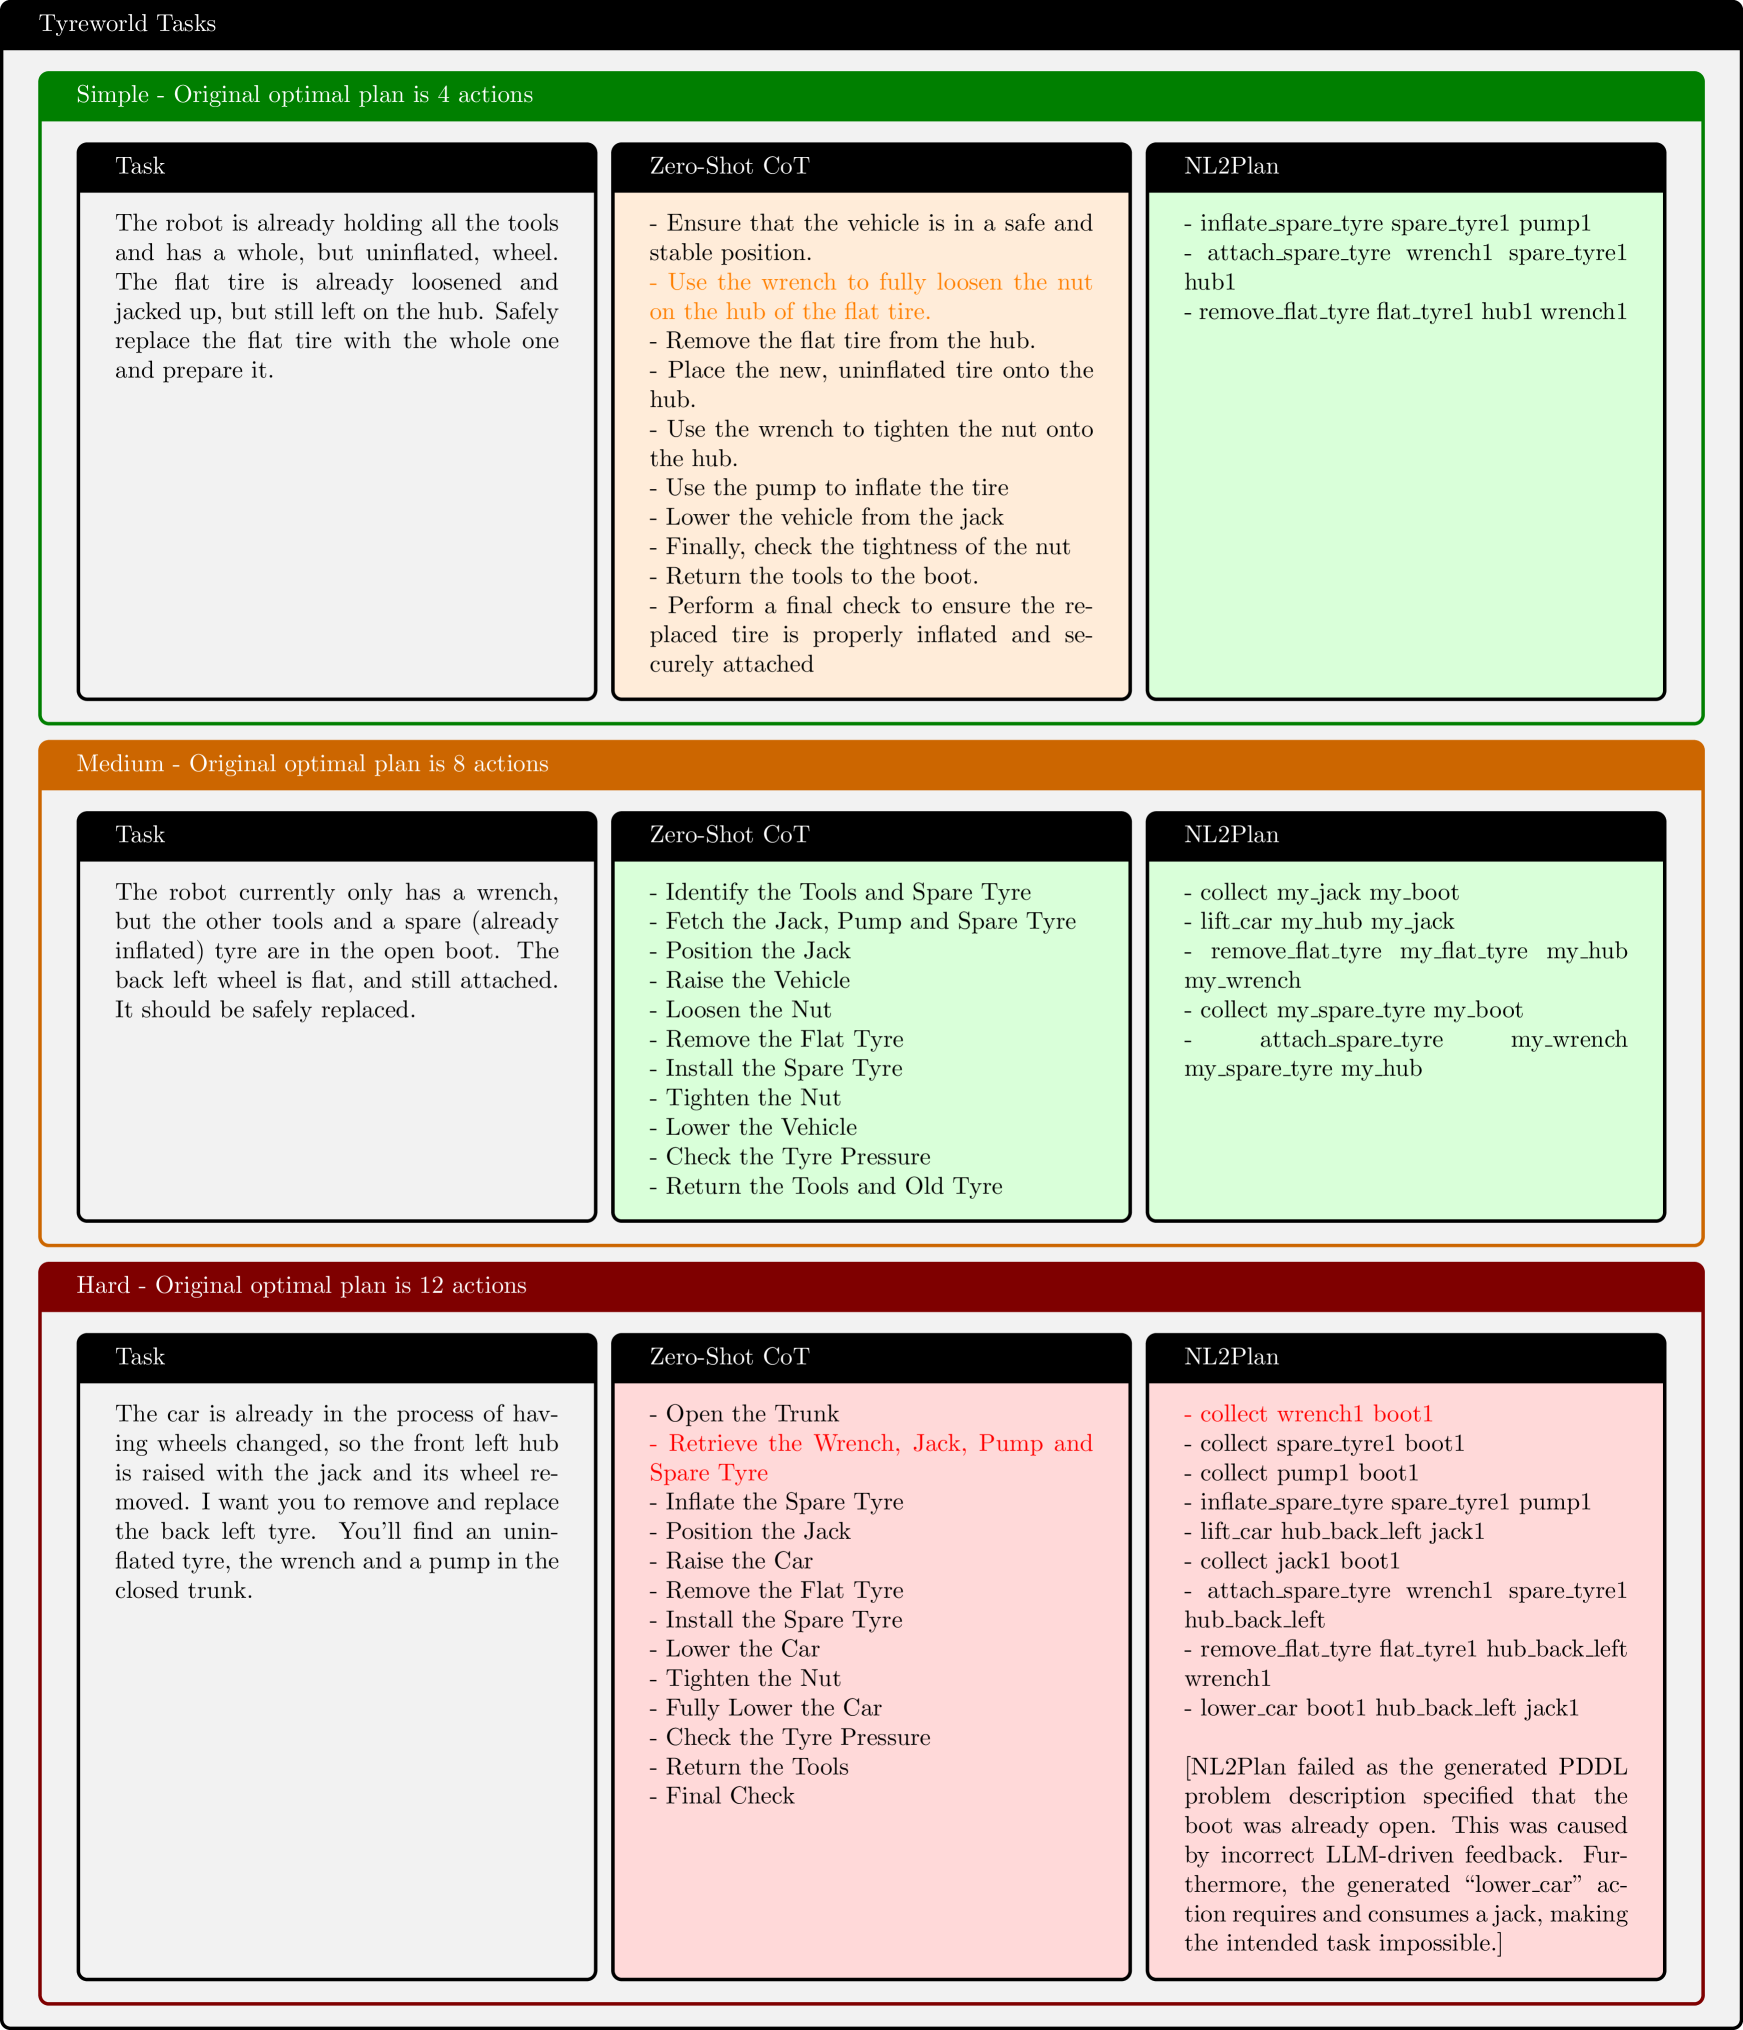 Tyreworld Tasks
Simple - Original optimal plan is 4 actions
Task
The robot is already holding all the tools
and has a whole, but uninflated, wheel.
The flat tire is already loosened and
jacked up, but still left on the hub. Safely
replace the flat tire with the whole one
and prepare it.
Zero-Shot CoT
- Ensure that the vehicle is in a safe and
stable position.
- Use the wrench to fully loosen the nut
on the hub of the flat tire.
- Remove the flat tire from the hub.
- Place the new, uninflated tire onto the
hub.
- Use the wrench to tighten the nut onto
the hub.
- Use the pump to inflate the tire
- Lower the vehicle from the jack
- Finally, check the tightness of the nut
- Return the tools to the boot.
- Perform a final check to ensure the re-
placed tire is properly inflated and se-
curely attached
NL2Plan
- inflate_spare_tyre spare_tyre1 pump1
- attach_spare_tyre wrench1 spare_tyre1
hub1
- remove_flat_tyre flat_tyre1 hub1 wrench1
Medium - Original optimal plan is 8 actions
Task
The robot currently only has a wrench,
but the other tools and a spare (already
inflated) tyre are in the open boot. The
back left wheel is flat, and still attached.
It should be safely replaced.
Zero-Shot CoT
- Identify the Tools and Spare Tyre
- Fetch the Jack, Pump and Spare Tyre
- Position the Jack
- Raise the Vehicle
- Loosen the Nut
- Remove the Flat Tyre
- Install the Spare Tyre
- Tighten the Nut
- Lower the Vehicle
- Check the Tyre Pressure
- Return the Tools and Old Tyre
NL2Plan
- collect my_jack my_boot
- lift_car my_hub my_jack
- remove_flat_tyre my_flat_tyre my_hub
my_wrench
- collect my_spare_tyre my_boot
- attach_spare_tyre my_wrench
my_spare_tyre my_hub
Hard - Original optimal plan is 12 actions
Task
The car is already in the process of hav-
ing wheels changed, so the front left hub
is raised with the jack and its wheel re-
moved. I want you to remove and replace
the back left tyre. You'll find an unin-
flated tyre, the wrench and a pump in the
closed trunk.
Zero-Shot CoT
- Open the Trunk
- Retrieve the Wrench, Jack, Pump and
Spare Tyre
- Inflate the Spare Tyre
- Position the Jack
- Raise the Car
- Remove the Flat Tyre
- Install the Spare Tyre
- Lower the Car
- Tighten the Nut
- Fully Lower the Car
- Check the Tyre Pressure
- Return the Tools
- Final Check
NL2Plan
- collect wrench1 boot1
- collect spare_tyre1 boot1
- collect pump1 boot1
- inflate_spare_tyre spare_tyre1 pump1
- lift_car hub_back_left jack1
- collect jack1 boot1
- attach_spare_tyre wrench1 spare_tyre1
hub_back_left
- remove_flat_tyre flat_tyre1 hub_back_left
wrench1
- lower_car boot1 hub_back_left jack1
[NL2Plan failed as the generated PDDL
problem description specified that the
boot was already open. This was caused
by incorrect LLM-driven feedback. Fur-
thermore, the generated “lower_car” ac-
tion requires and consumes a jack, making
the intended task impossible.]